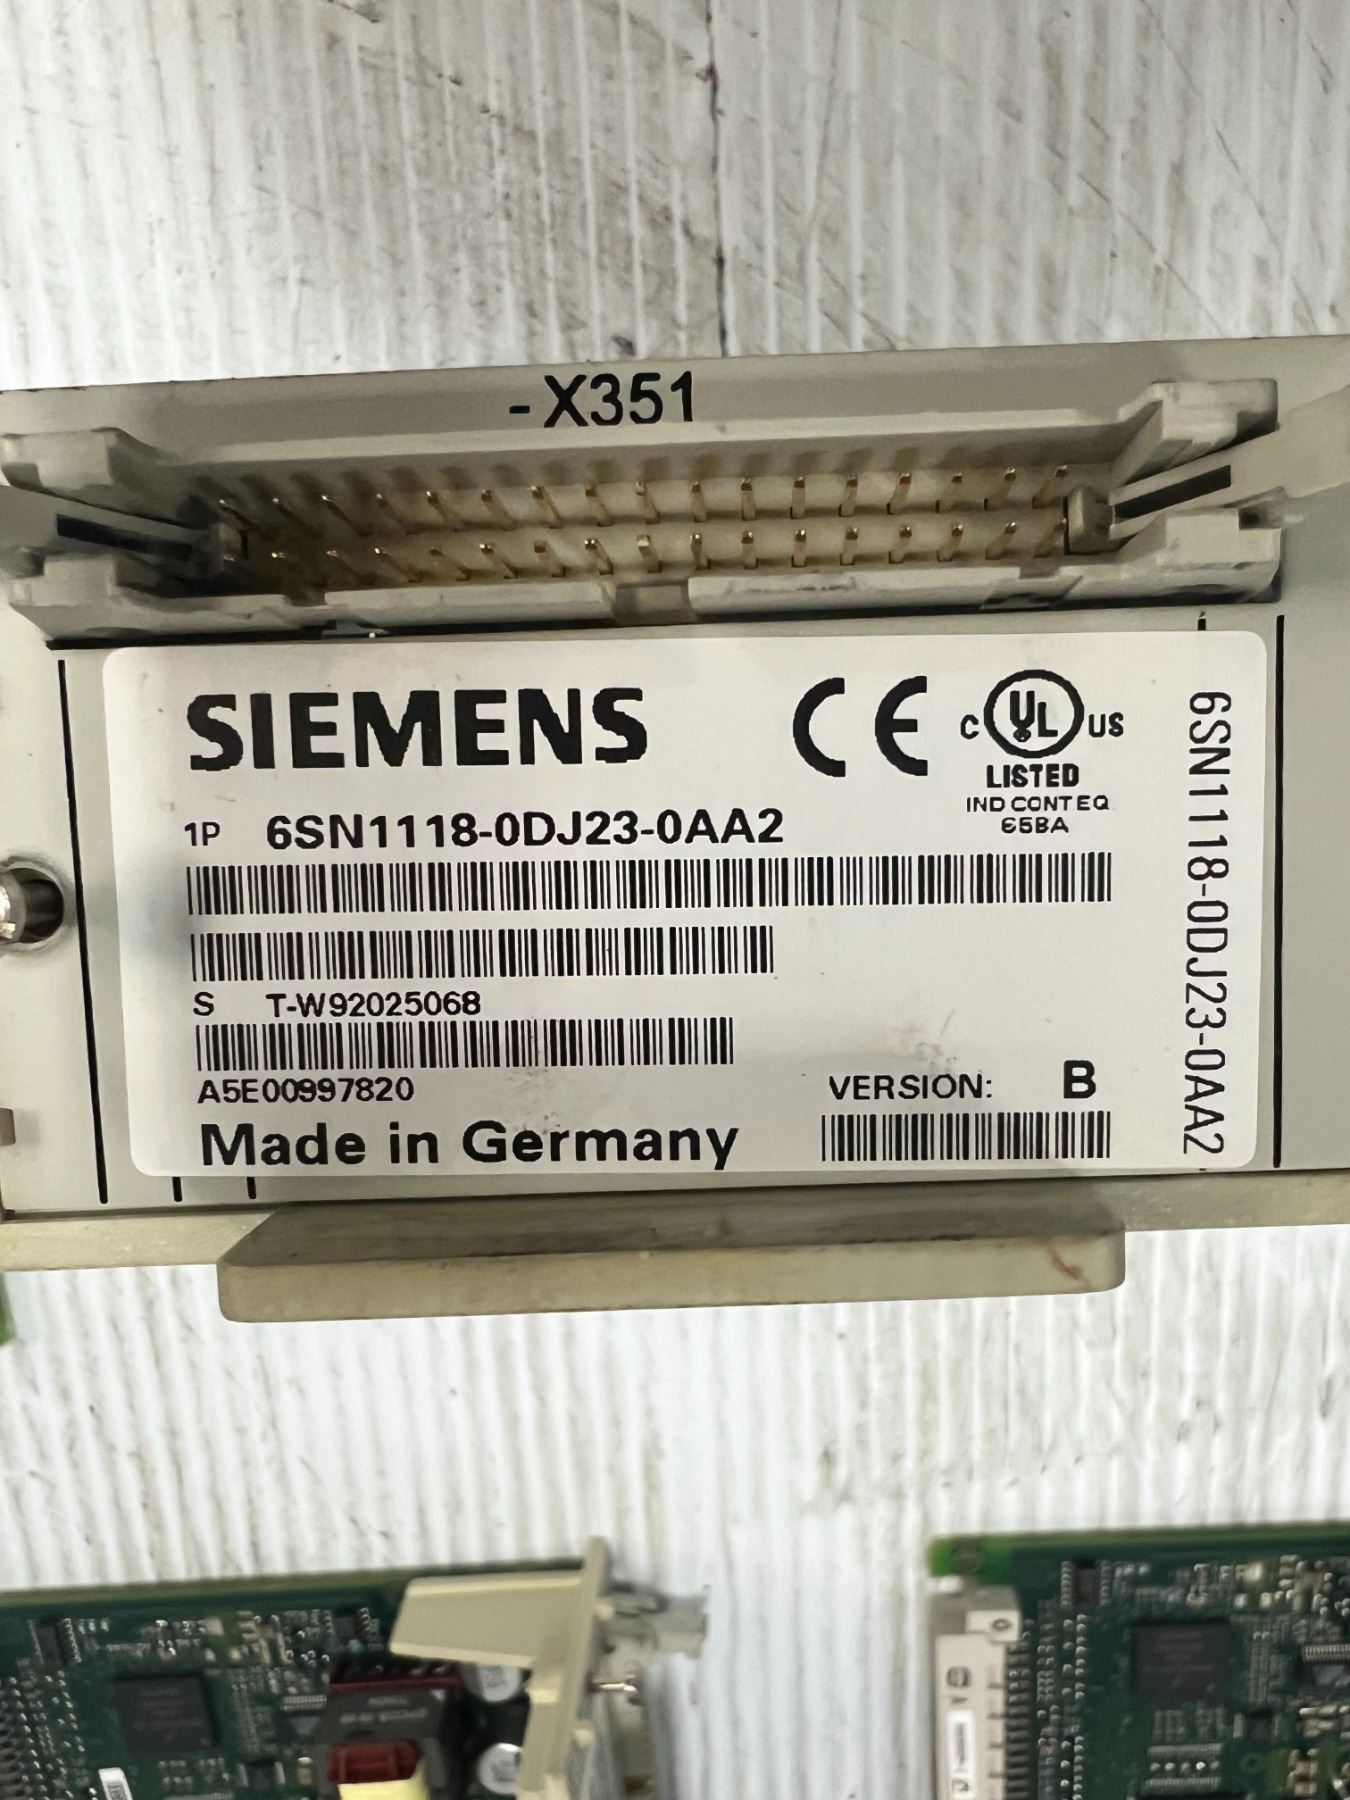 -X351
SIEMENS
CE
C UL US
LISTED
IND CONT EQ
65BA
1P 6SN1118-0DJ23-0AA2
S T-W92025068
A5E00997820
VERSION: B
Made in Germany
6SN1118-0DJ23-0AA2